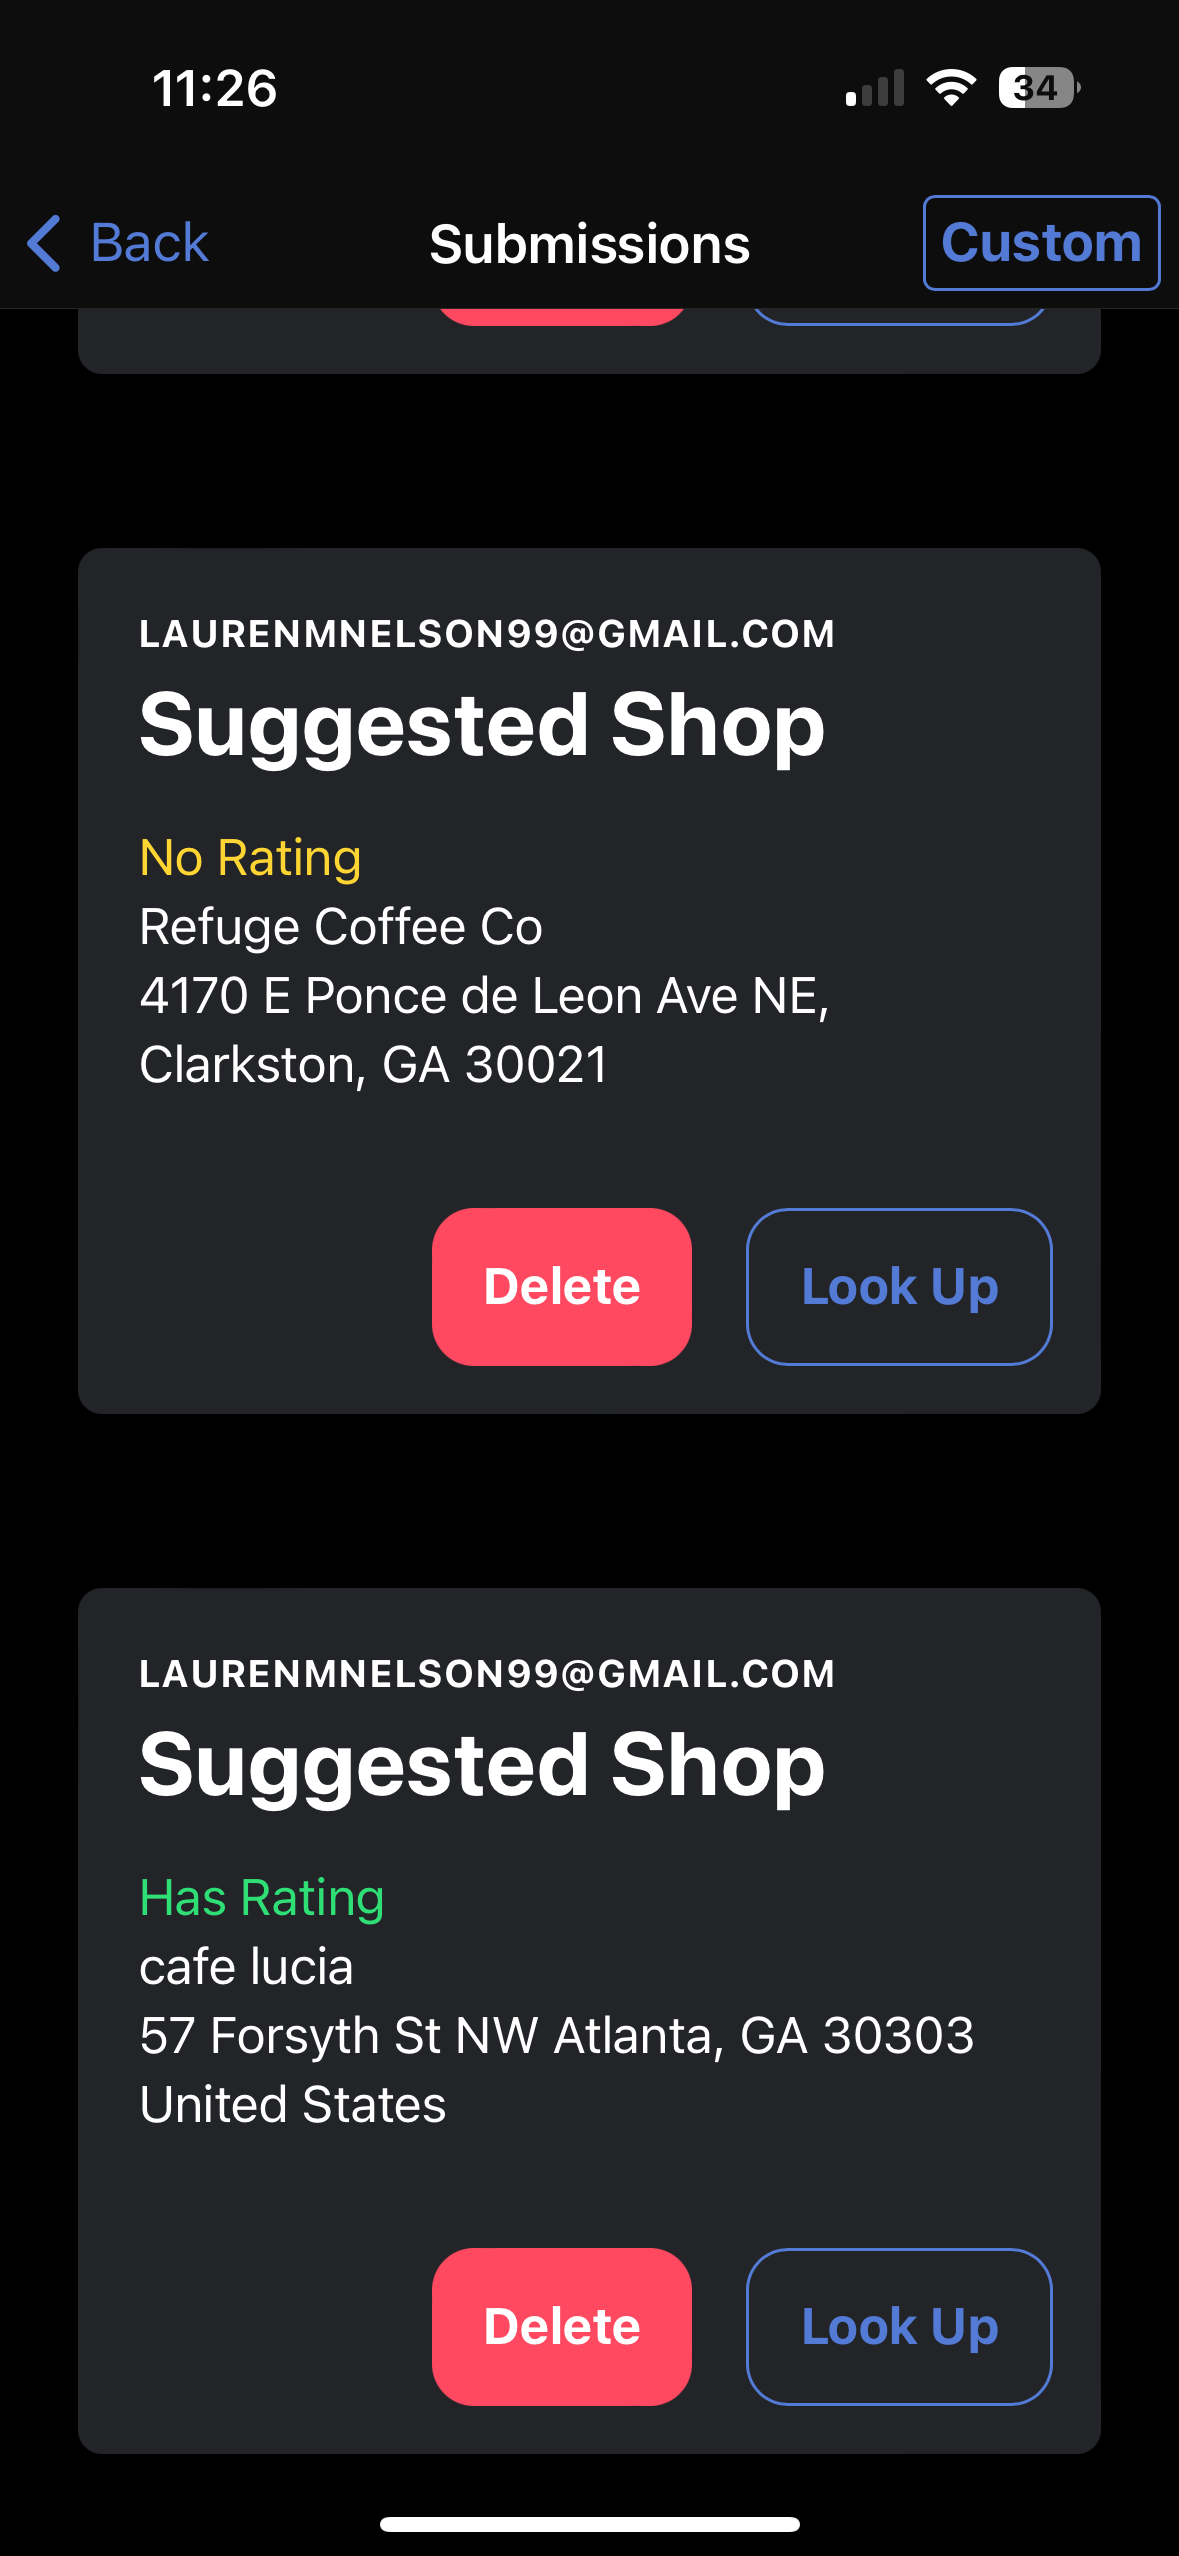 11:26
34
Back
Submissions
Custom
LAURENMNELSON99@GMAIL.COM
Suggested Shop
No Rating
Refuge Coffee Co
4170 E Ponce de Leon Ave NE,
Clarkston, GA 30021
Delete
Look Up
LAURENMNELSON99@GMAIL.COM
Suggested Shop
Has Rating
cafe lucia
57 Forsyth St NW Atlanta, GA 30303
United States
Delete
Look Up